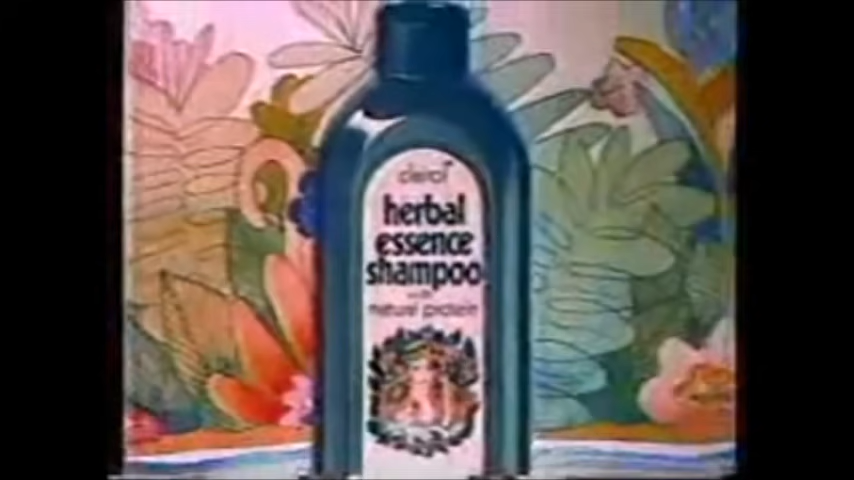 clairol
herbal
essence
shampoo
with
natural protein